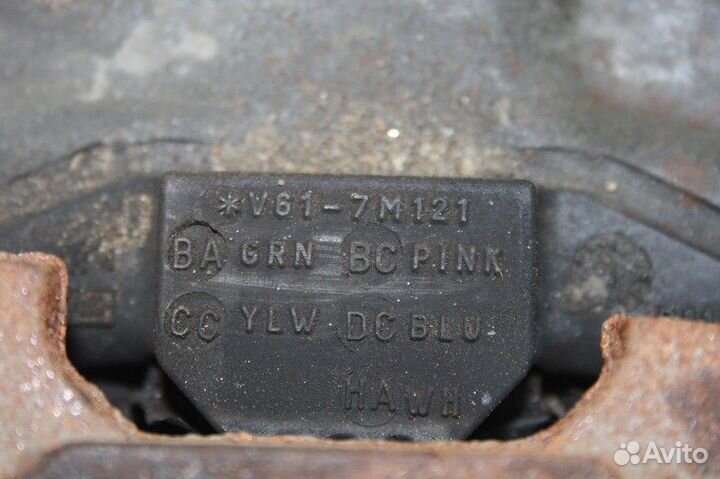 *V61-7M121
BA GRN BC PINK
CC YLW DC BLU
HAWH
Avito